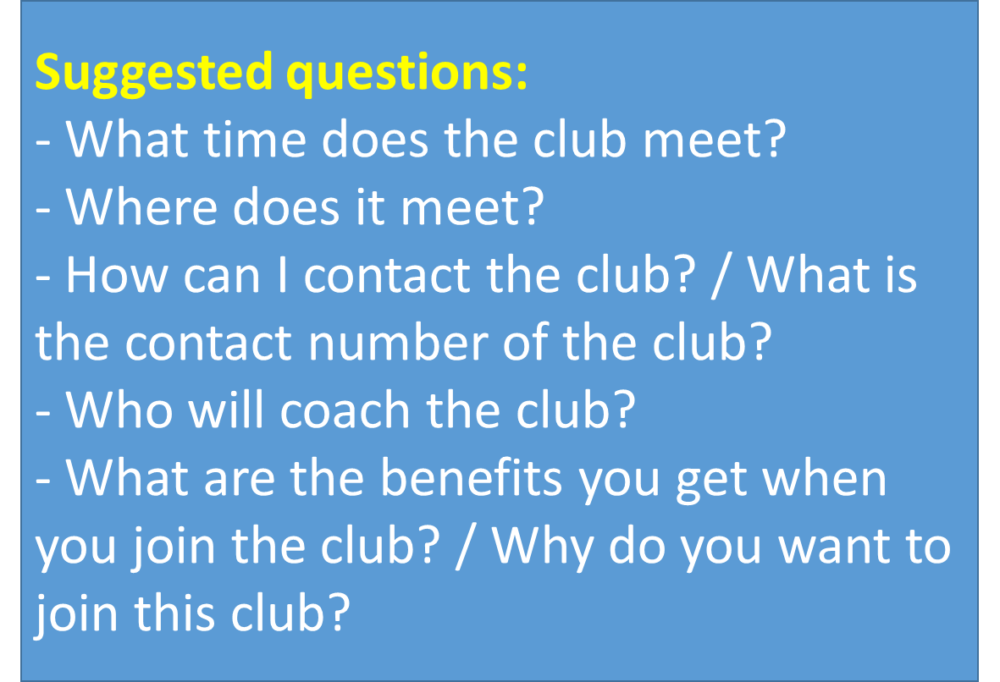 Suggested questions:
- What time does the club meet?
- Where does it meet?
- How can I contact the club? / What is
the contact number of the club?
- Who will coach the club?
- What are the benefits you get when
you join the club? / Why do you want to
join this club?